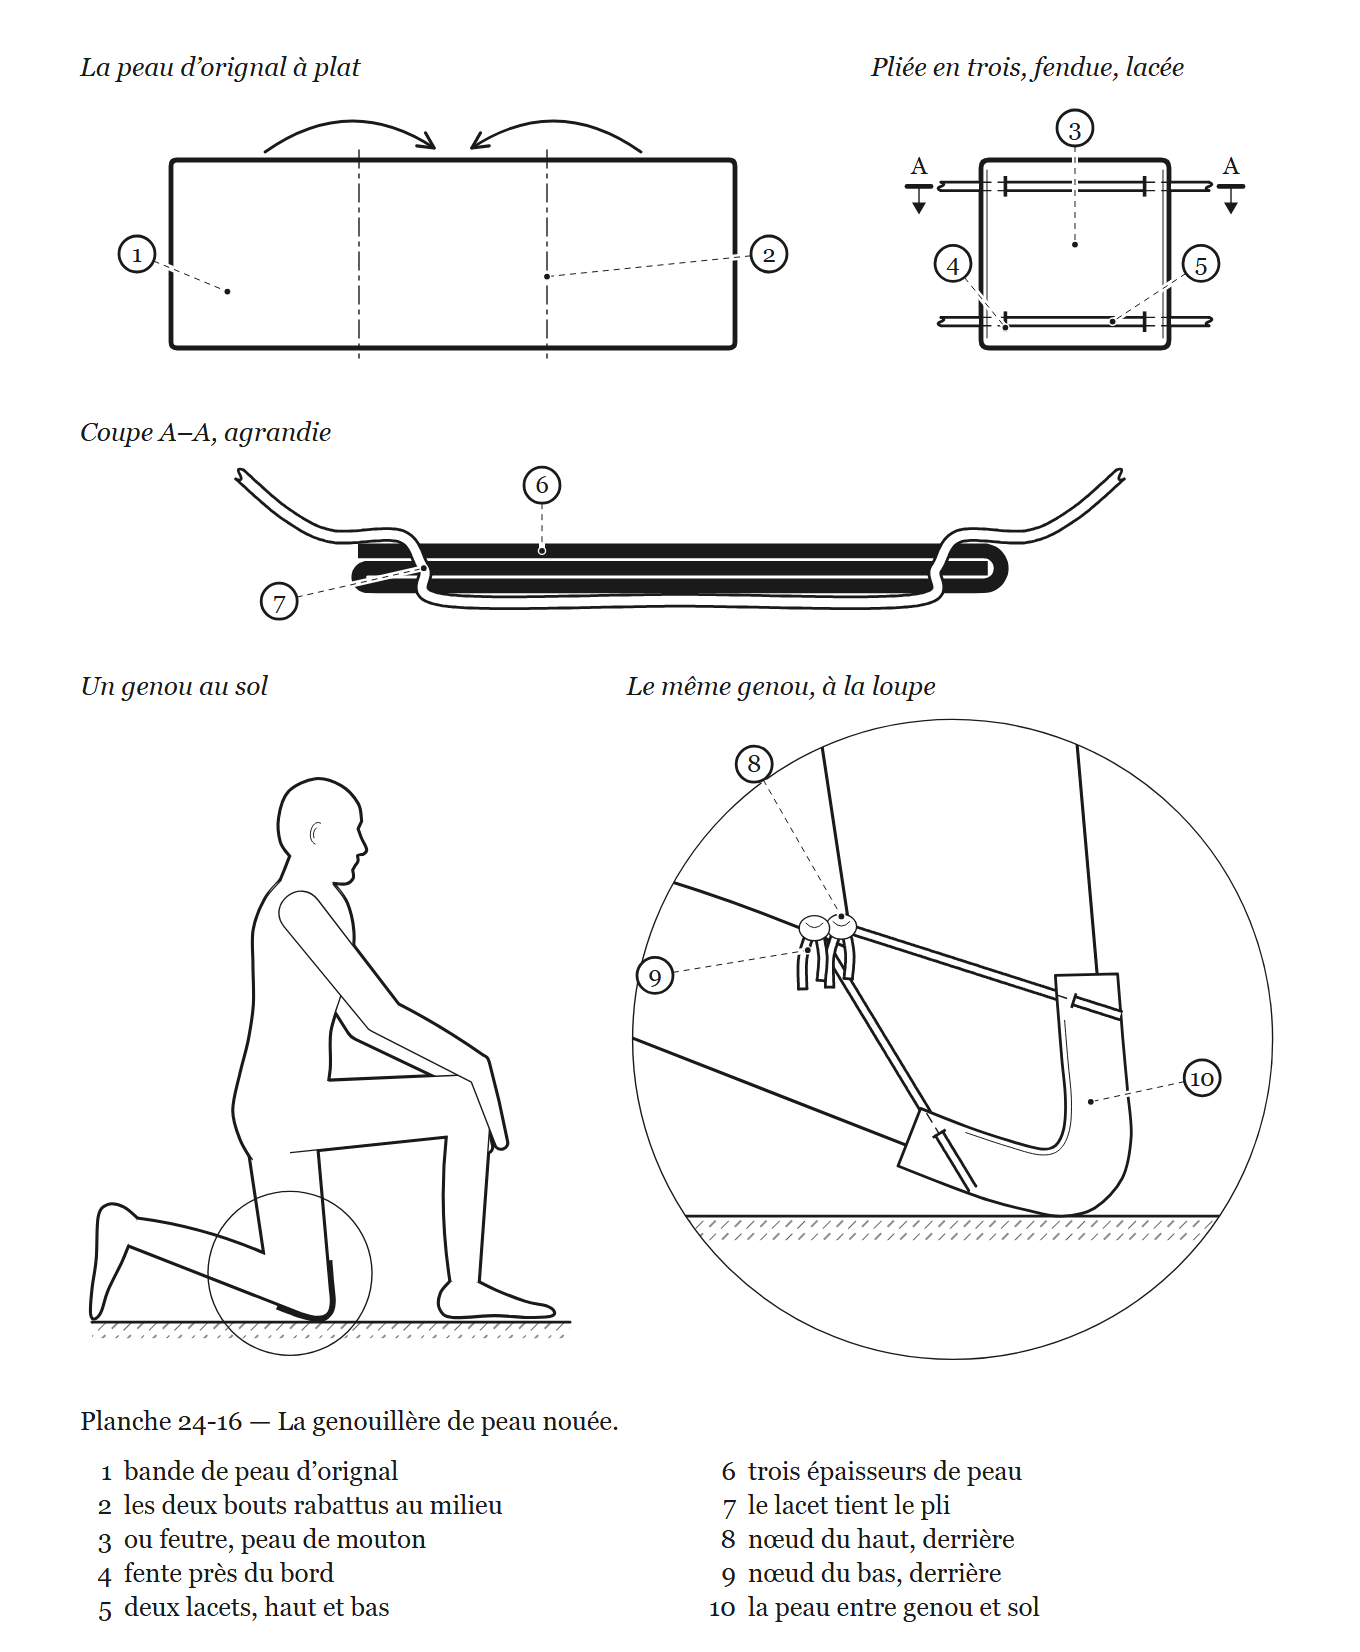 La peau d’orignal à plat
Pliée en trois, fendue, lacée
3
A
A
1
2
4
5
Coupe A–A, agrandie
6
7
Un genou au sol
Le même genou, à la loupe
8
9
10
Planche 24-16 — La genouillère de peau nouée.
1 bande de peau d’orignal
2 les deux bouts rabattus au milieu
3 ou feutre, peau de mouton
4 fente près du bord
5 deux lacets, haut et bas
6 trois épaisseurs de peau
7 le lacet tient le pli
8 nœud du haut, derrière
9 nœud du bas, derrière
10 la peau entre genou et sol